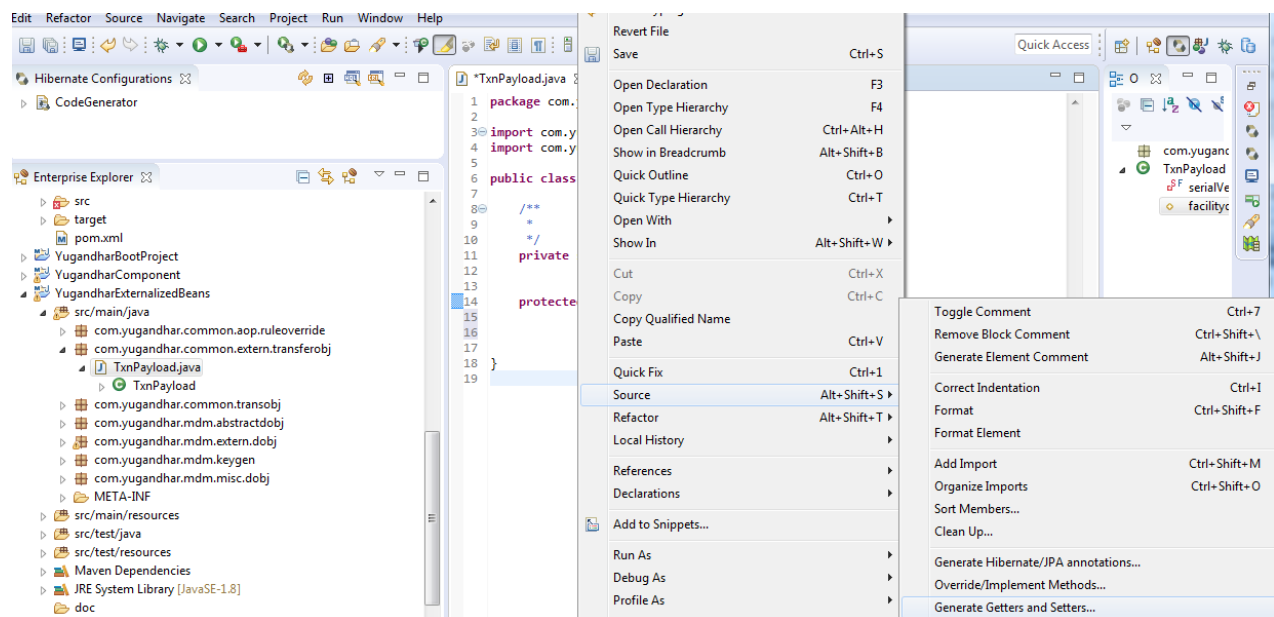 Edit Refactor Source Navigate Search Project Run Window Help
Quick Access
Hibernate Configurations
CodeGenerator
Enterprise Explorer
src
target
pom.xml
YugandharBootProject
YugandharComponent
YugandharExternalizedBeans
src/main/java
com.yugandhar.common.aop.ruleoverride
com.yugandhar.common.extern.transferobj
TxnPayload.java
TxnPayload
com.yugandhar.common.transobj
com.yugandhar.mdm.abstractdobj
com.yugandhar.mdm.extern.dobj
com.yugandhar.mdm.keygen
com.yugandhar.mdm.misc.dobj
META-INF
src/main/resources
src/test/java
src/test/resources
Maven Dependencies
JRE System Library [JavaSE-1.8]
doc
*TxnPayload.java
1 package com.
2
3 import com.y
4 import com.y
5
6 public class
7
8 /**
9 *
10 */
11 private
12
13
14 protected
15
16
17
18 }
19
Revert File
Save Ctrl+S
Open Declaration F3
Open Type Hierarchy F4
Open Call Hierarchy Ctrl+Alt+H
Show in Breadcrumb Alt+Shift+B
Quick Outline Ctrl+O
Quick Type Hierarchy Ctrl+T
Open With
Show In Alt+Shift+W
Cut Ctrl+X
Copy Ctrl+C
Copy Qualified Name
Paste Ctrl+V
Quick Fix Ctrl+1
Source Alt+Shift+S
Refactor Alt+Shift+T
Local History
References
Declarations
Add to Snippets...
Run As
Debug As
Profile As
Toggle Comment Ctrl+7
Remove Block Comment Ctrl+Shift+\
Generate Element Comment Alt+Shift+J
Correct Indentation Ctrl+I
Format Ctrl+Shift+F
Format Element
Add Import Ctrl+Shift+M
Organize Imports Ctrl+Shift+O
Sort Members...
Clean Up...
Generate Hibernate/JPA annotations...
Override/Implement Methods...
Generate Getters and Setters...
O
com.yugand
TxnPayload
serialVe
facility